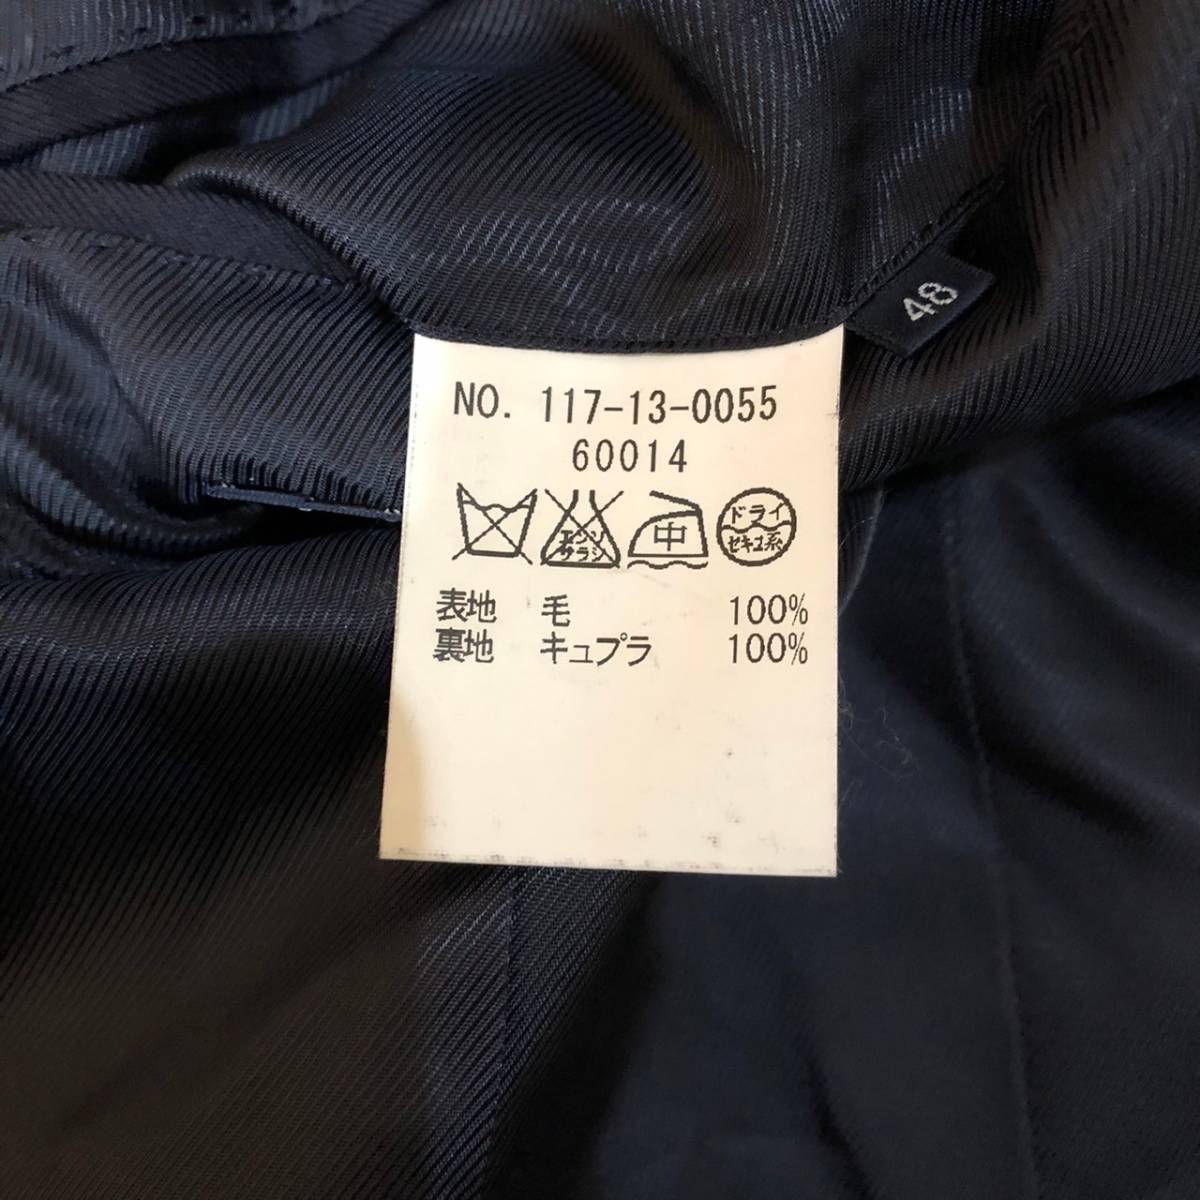 48
NO. 117-13-0055
60014
エンソ
サラシ
中
ドライ
セキユ系
表地 毛 100%
裏地 キュプラ 100%